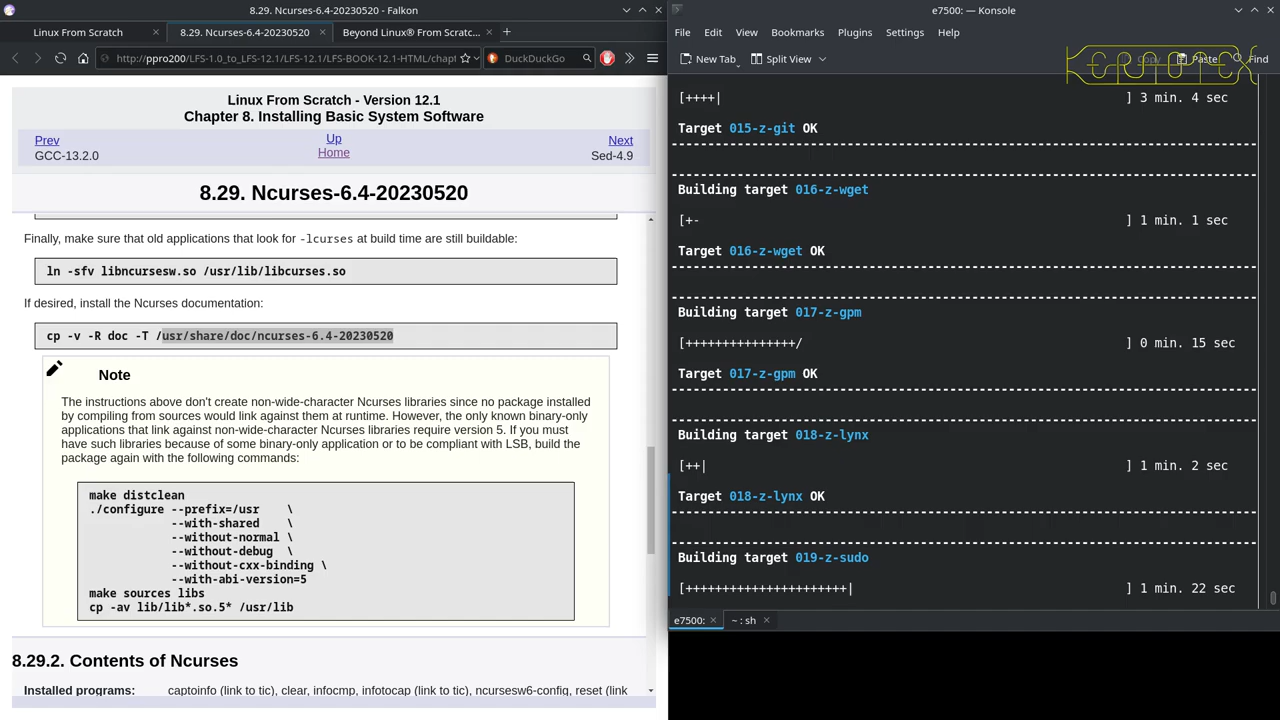 8.29. Ncurses-6.4-20230520 - Falkon
Linux From Scratch
8.29. Ncurses-6.4-20230520
Beyond Linux® From Scratc...
http://ppro200/LFS-1.0_to_LFS-12.1/LFS-12.1/LFS-BOOK-12.1-HTML/chapt
DuckDuckGo
Linux From Scratch - Version 12.1
Chapter 8. Installing Basic System Software
Prev
Up
Next
GCC-13.2.0
Home
Sed-4.9
8.29. Ncurses-6.4-20230520
Finally, make sure that old applications that look for -lcurses at build time are still buildable:
ln -sfv libncursesw.so /usr/lib/libcurses.so
If desired, install the Ncurses documentation:
cp -v -R doc -T /usr/share/doc/ncurses-6.4-20230520
Note
The instructions above don't create non-wide-character Ncurses libraries since no package installed
by compiling from sources would link against them at runtime. However, the only known binary-only
applications that link against non-wide-character Ncurses libraries require version 5. If you must
have such libraries because of some binary-only application or to be compliant with LSB, build the
package again with the following commands:
make distclean
./configure --prefix=/usr    \
--with-shared    \
--without-normal \
--without-debug  \
--without-cxx-binding \
--with-abi-version=5
make sources libs
cp -av lib/lib*.so.5* /usr/lib
8.29.2. Contents of Ncurses
Installed programs: captoinfo (link to tic), clear, infocmp, infotocap (link to tic), ncursesw6-config, reset (link
e7500: — Konsole
File Edit View Bookmarks Plugins Settings Help
New Tab
Split View
Copy
Paste
Find
[++++| ] 3 min. 4 sec
Target 015-z-git OK
--------------------------------------------------------------------------
--------------------------------------------------------------------------
Building target 016-z-wget
[+- ] 1 min. 1 sec
Target 016-z-wget OK
--------------------------------------------------------------------------
--------------------------------------------------------------------------
Building target 017-z-gpm
[+++++++++++++++/ ] 0 min. 15 sec
Target 017-z-gpm OK
--------------------------------------------------------------------------
--------------------------------------------------------------------------
Building target 018-z-lynx
[++| ] 1 min. 2 sec
Target 018-z-lynx OK
--------------------------------------------------------------------------
--------------------------------------------------------------------------
Building target 019-z-sudo
[++++++++++++++++++++++| ] 1 min. 22 sec
e7500:
~ : sh